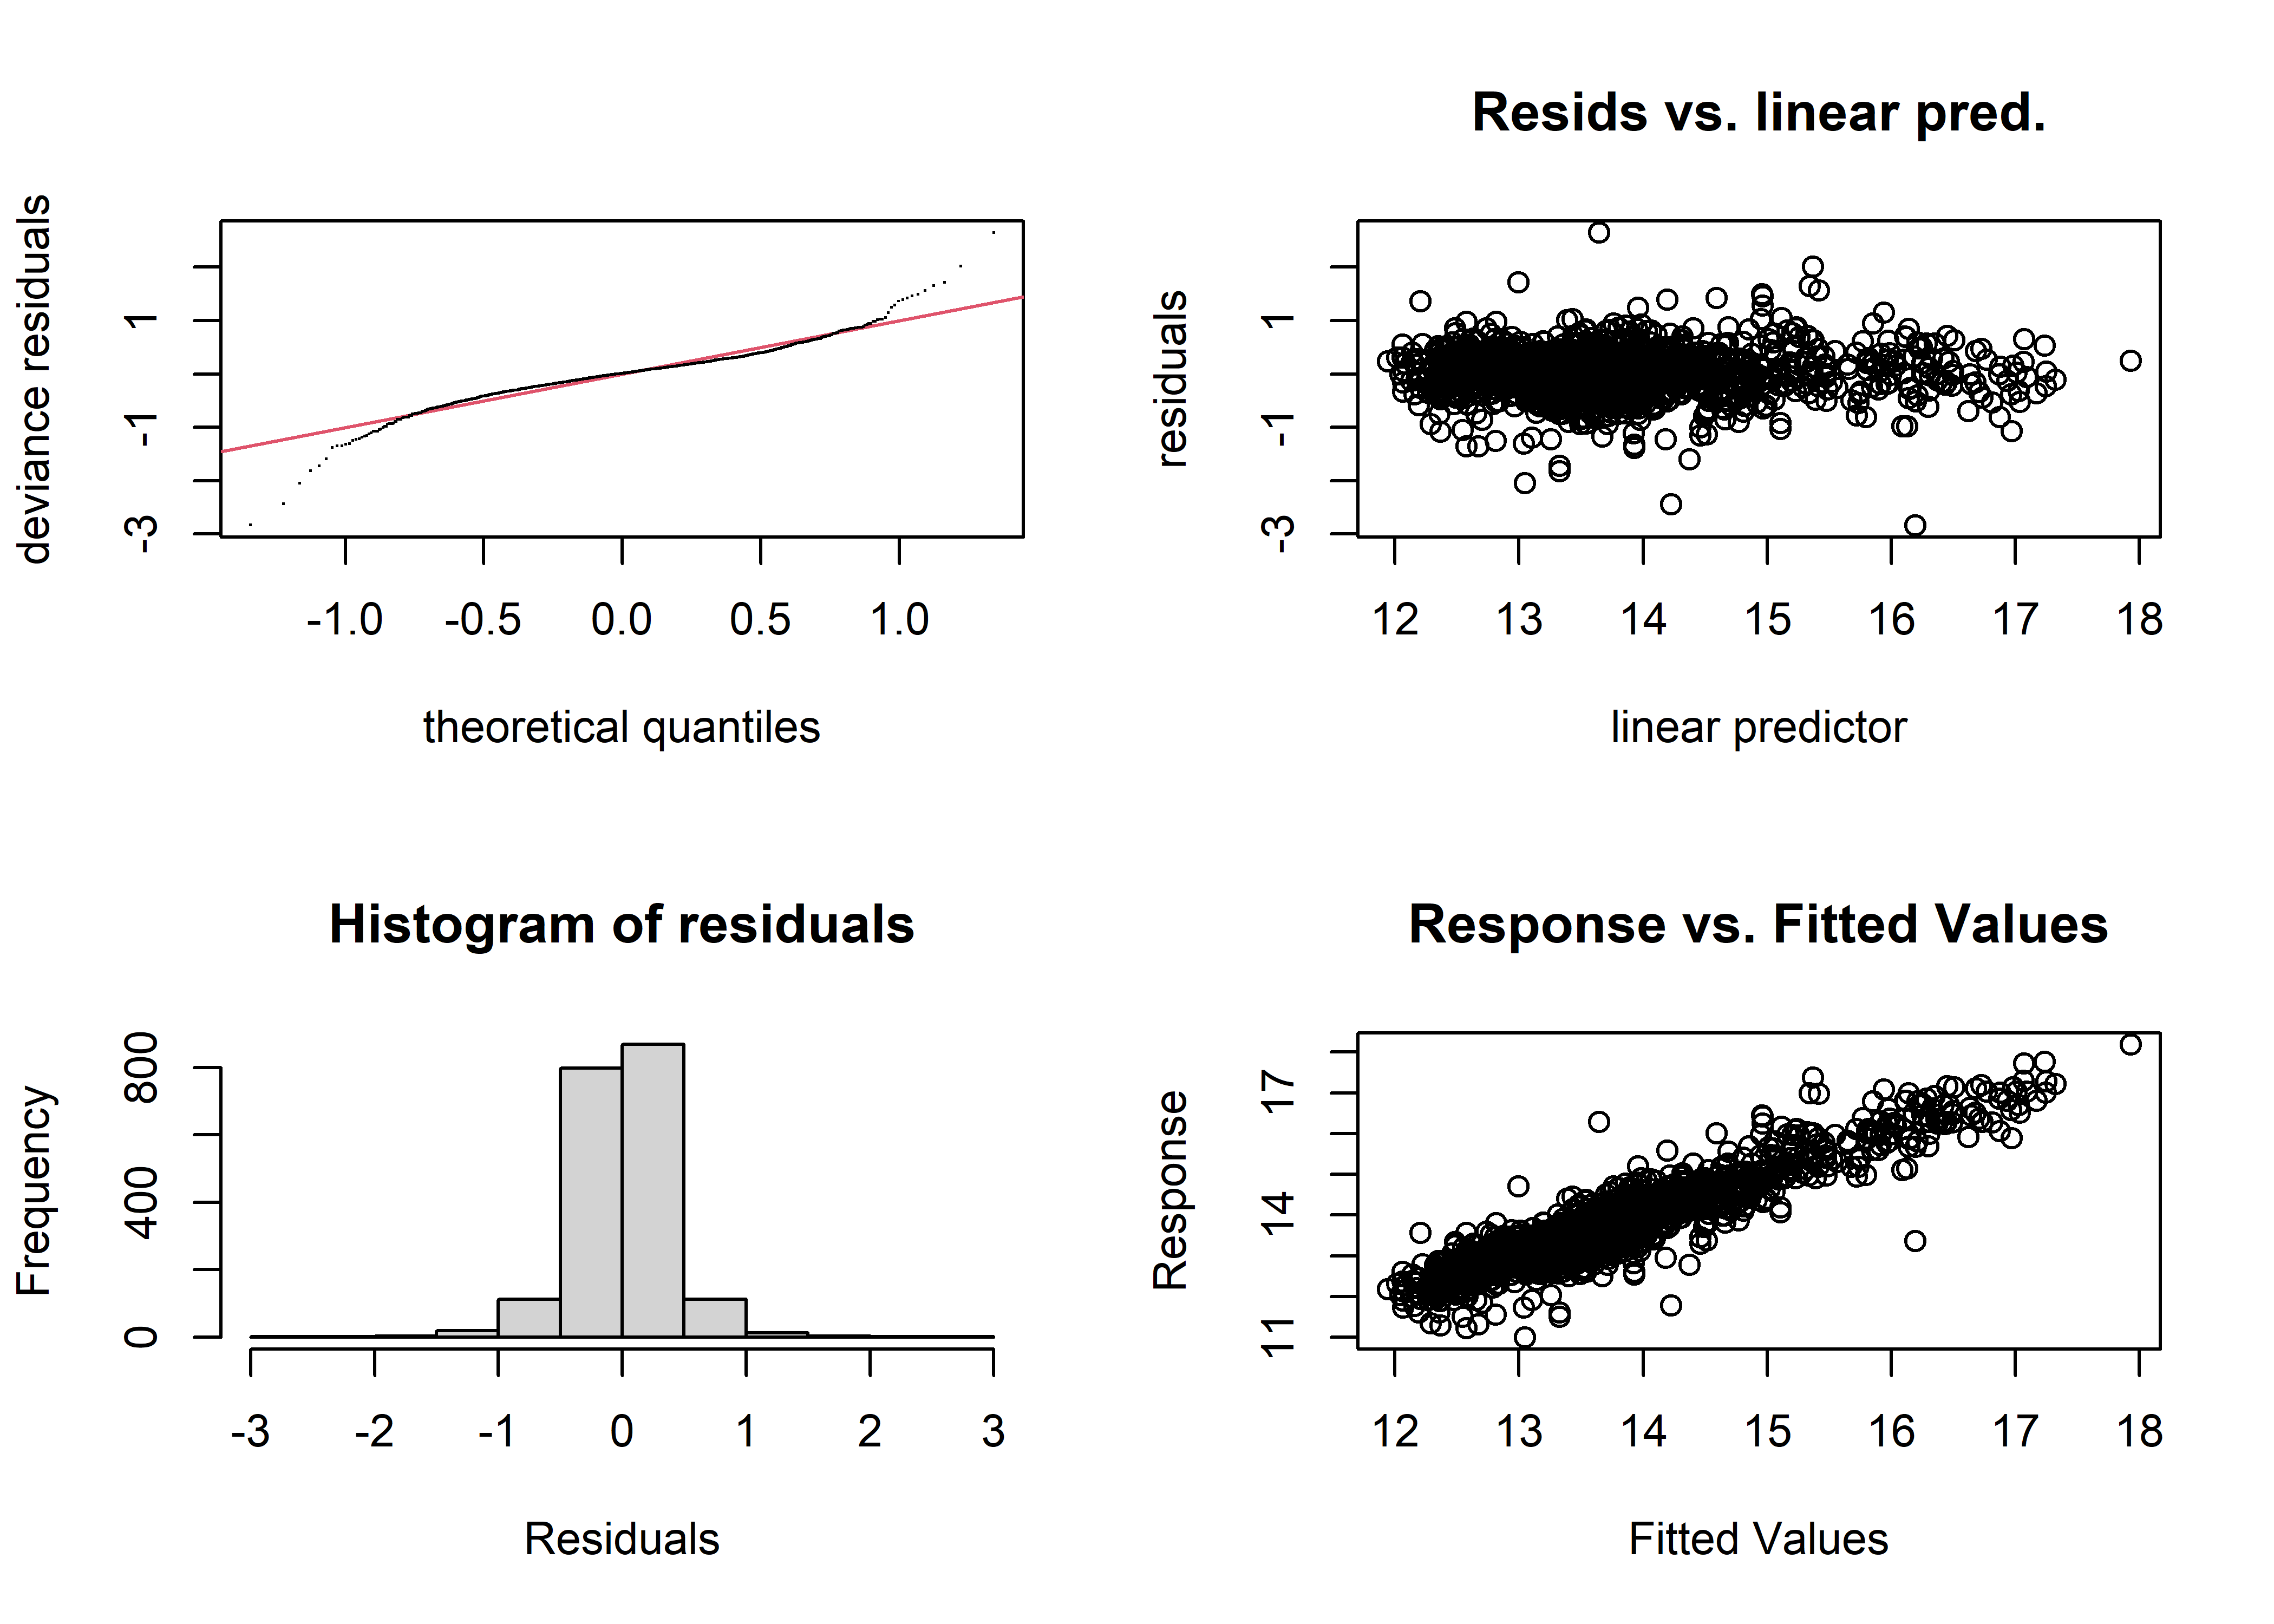 deviance residuals
1
-1
-3
-1.0 -0.5 0.0 0.5 1.0
theoretical quantiles
Resids vs. linear pred.
residuals
1
-1
-3
12 13 14 15 16 17 18
linear predictor
Histogram of residuals
Frequency
800
400
0
-3 -2 -1 0 1 2 3
Residuals
Response vs. Fitted Values
Response
17
14
11
12 13 14 15 16 17 18
Fitted Values